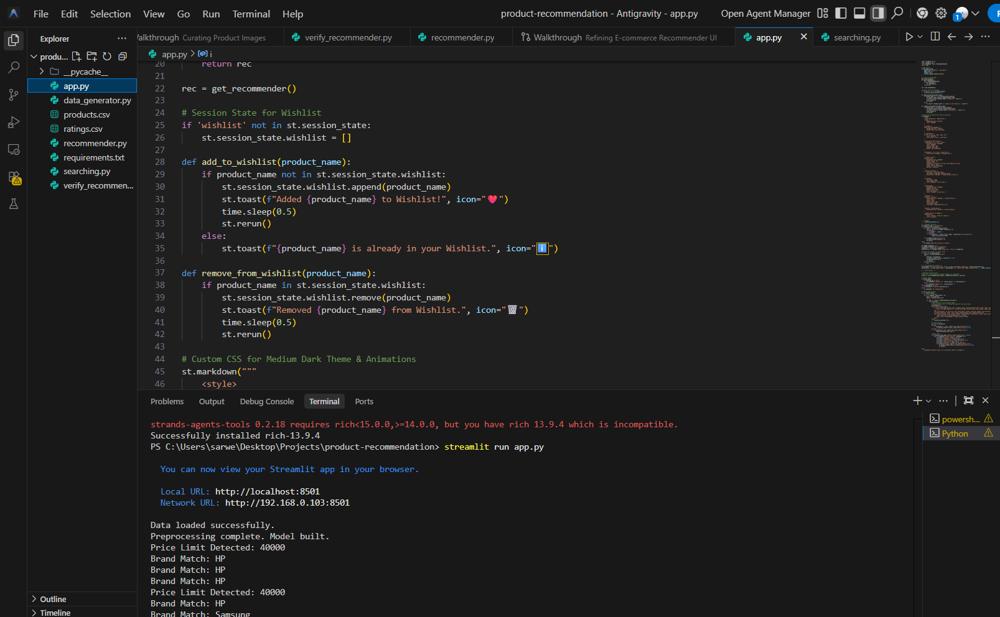 File Edit Selection View Go Run Terminal Help
product-recommendation - Antigravity - app.py
Open Agent Manager
1
Explorer
produ...
__pycache__
app.py
data_generator.py
products.csv
ratings.csv
recommender.py
requirements.txt
searching.py
verify_recommen...
Outline
Timeline
Walkthrough Curating Product Images
verify_recommender.py
recommender.py
Walkthrough Refining E-commerce Recommender UI
app.py
searching.py
app.py > i
20 return rec
21
22 rec = get_recommender()
23
24 # Session State for Wishlist
25 if 'wishlist' not in st.session_state:
26 st.session_state.wishlist = []
27
28 def add_to_wishlist(product_name):
29 if product_name not in st.session_state.wishlist:
30 st.session_state.wishlist.append(product_name)
31 st.toast(f"Added {product_name} to Wishlist!", icon="❤️")
32 time.sleep(0.5)
33 st.rerun()
34 else:
35 st.toast(f"{product_name} is already in your Wishlist.", icon="ℹ️")
36
37 def remove_from_wishlist(product_name):
38 if product_name in st.session_state.wishlist:
39 st.session_state.wishlist.remove(product_name)
40 st.toast(f"Removed {product_name} from Wishlist.", icon="🗑️")
41 time.sleep(0.5)
42 st.rerun()
43
44 # Custom CSS for Medium Dark Theme & Animations
45 st.markdown("""
46 <style>
Problems Output Debug Console Terminal Ports
strands-agents-tools 0.2.18 requires rich<15.0.0,>=14.0.0, but you have rich 13.9.4 which is incompatible.
Successfully installed rich-13.9.4
PS C:\Users\sarwe\Desktop\Projects\product-recommendation> streamlit run app.py
You can now view your Streamlit app in your browser.
Local URL: http://localhost:8501
Network URL: http://192.168.0.103:8501
Data loaded successfully.
Preprocessing complete. Model built.
Price Limit Detected: 40000
Brand Match: HP
Brand Match: HP
Brand Match: HP
Price Limit Detected: 40000
Brand Match: HP
Brand Match: Samsung
powersh...
Python